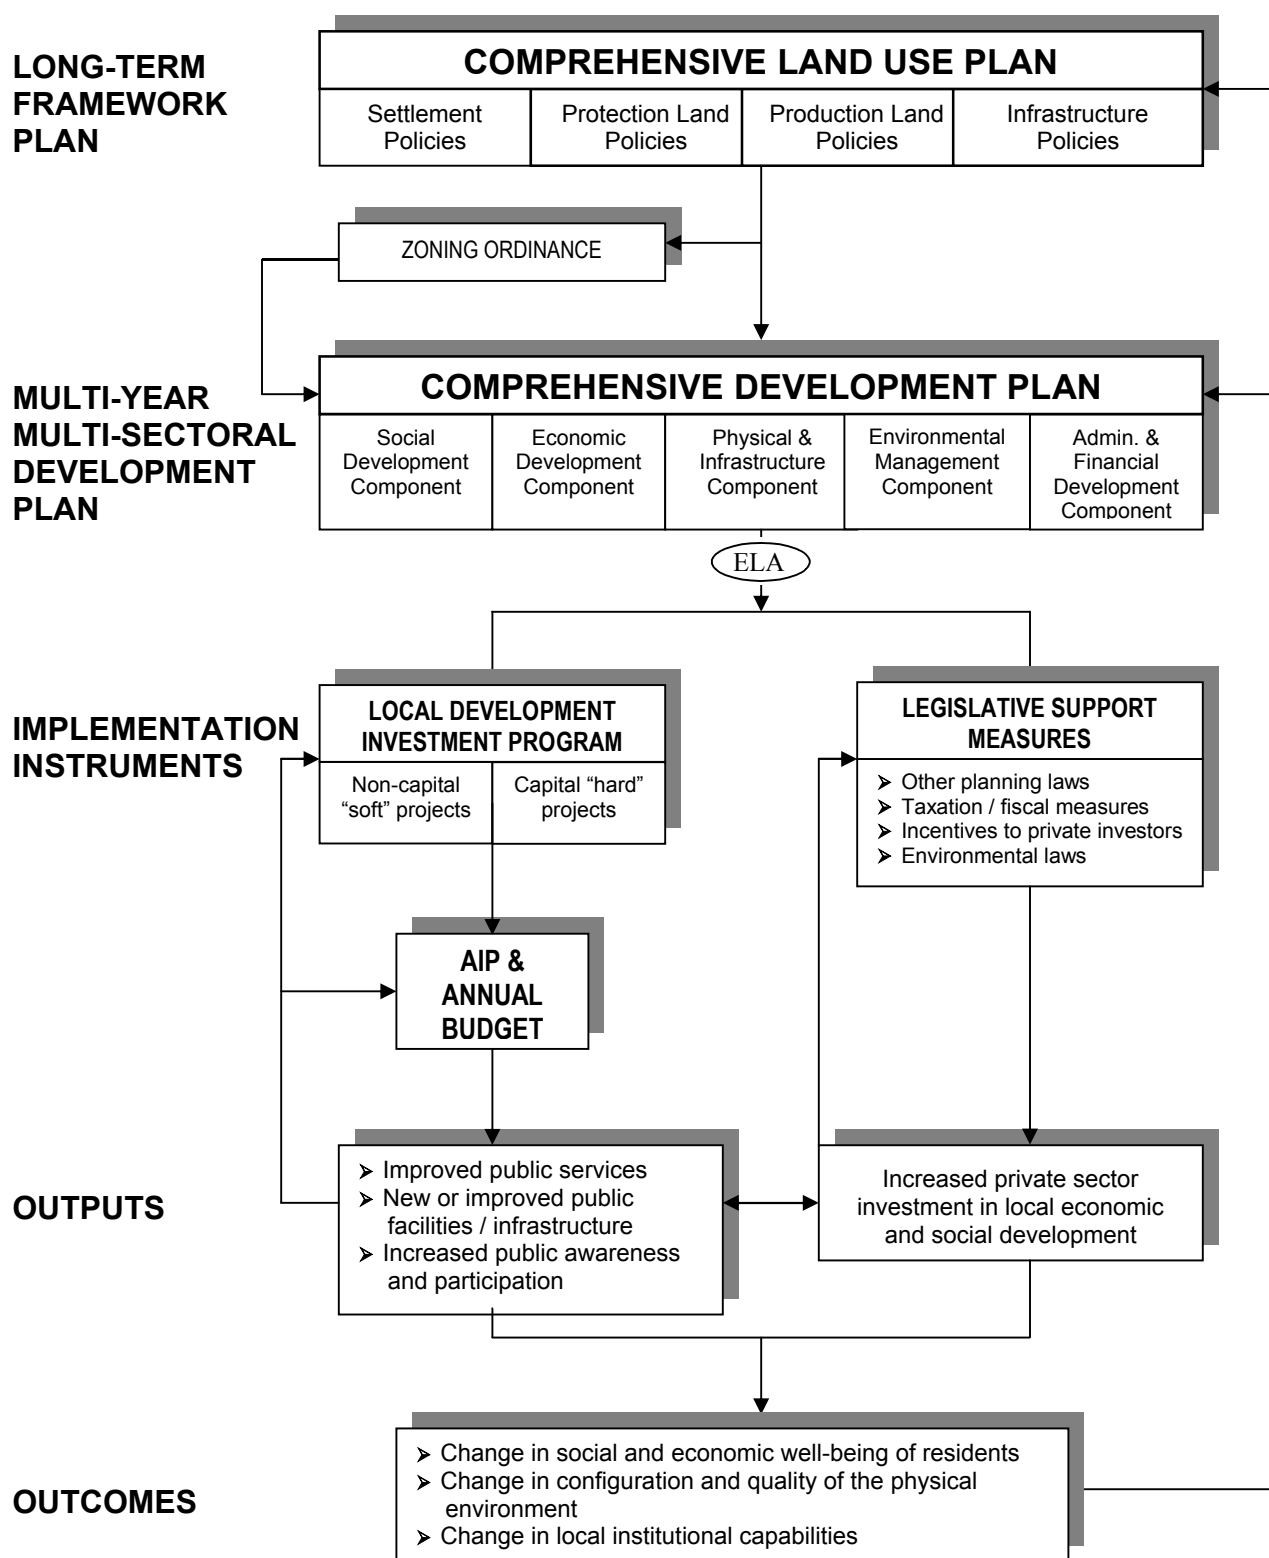 LONG-TERM
FRAMEWORK
PLAN
COMPREHENSIVE LAND USE PLAN
Settlement
Policies
Protection Land
Policies
Production Land
Policies
Infrastructure
Policies
ZONING ORDINANCE
MULTI-YEAR
MULTI-SECTORAL
DEVELOPMENT
PLAN
COMPREHENSIVE DEVELOPMENT PLAN
Social
Development
Component
Economic
Development
Component
Physical &
Infrastructure
Component
Environmental
Management
Component
Admin. &
Financial
Development
Component
ELA
IMPLEMENTATION
INSTRUMENTS
LOCAL DEVELOPMENT
INVESTMENT PROGRAM
Non-capital
“soft” projects
Capital “hard”
projects
LEGISLATIVE SUPPORT
MEASURES
➢ Other planning laws
➢ Taxation / fiscal measures
➢ Incentives to private investors
➢ Environmental laws
AIP &
ANNUAL
BUDGET
OUTPUTS
➢ Improved public services
➢ New or improved public
facilities / infrastructure
➢ Increased public awareness
and participation
Increased private sector
investment in local economic
and social development
OUTCOMES
➢ Change in social and economic well-being of residents
➢ Change in configuration and quality of the physical
environment
➢ Change in local institutional capabilities